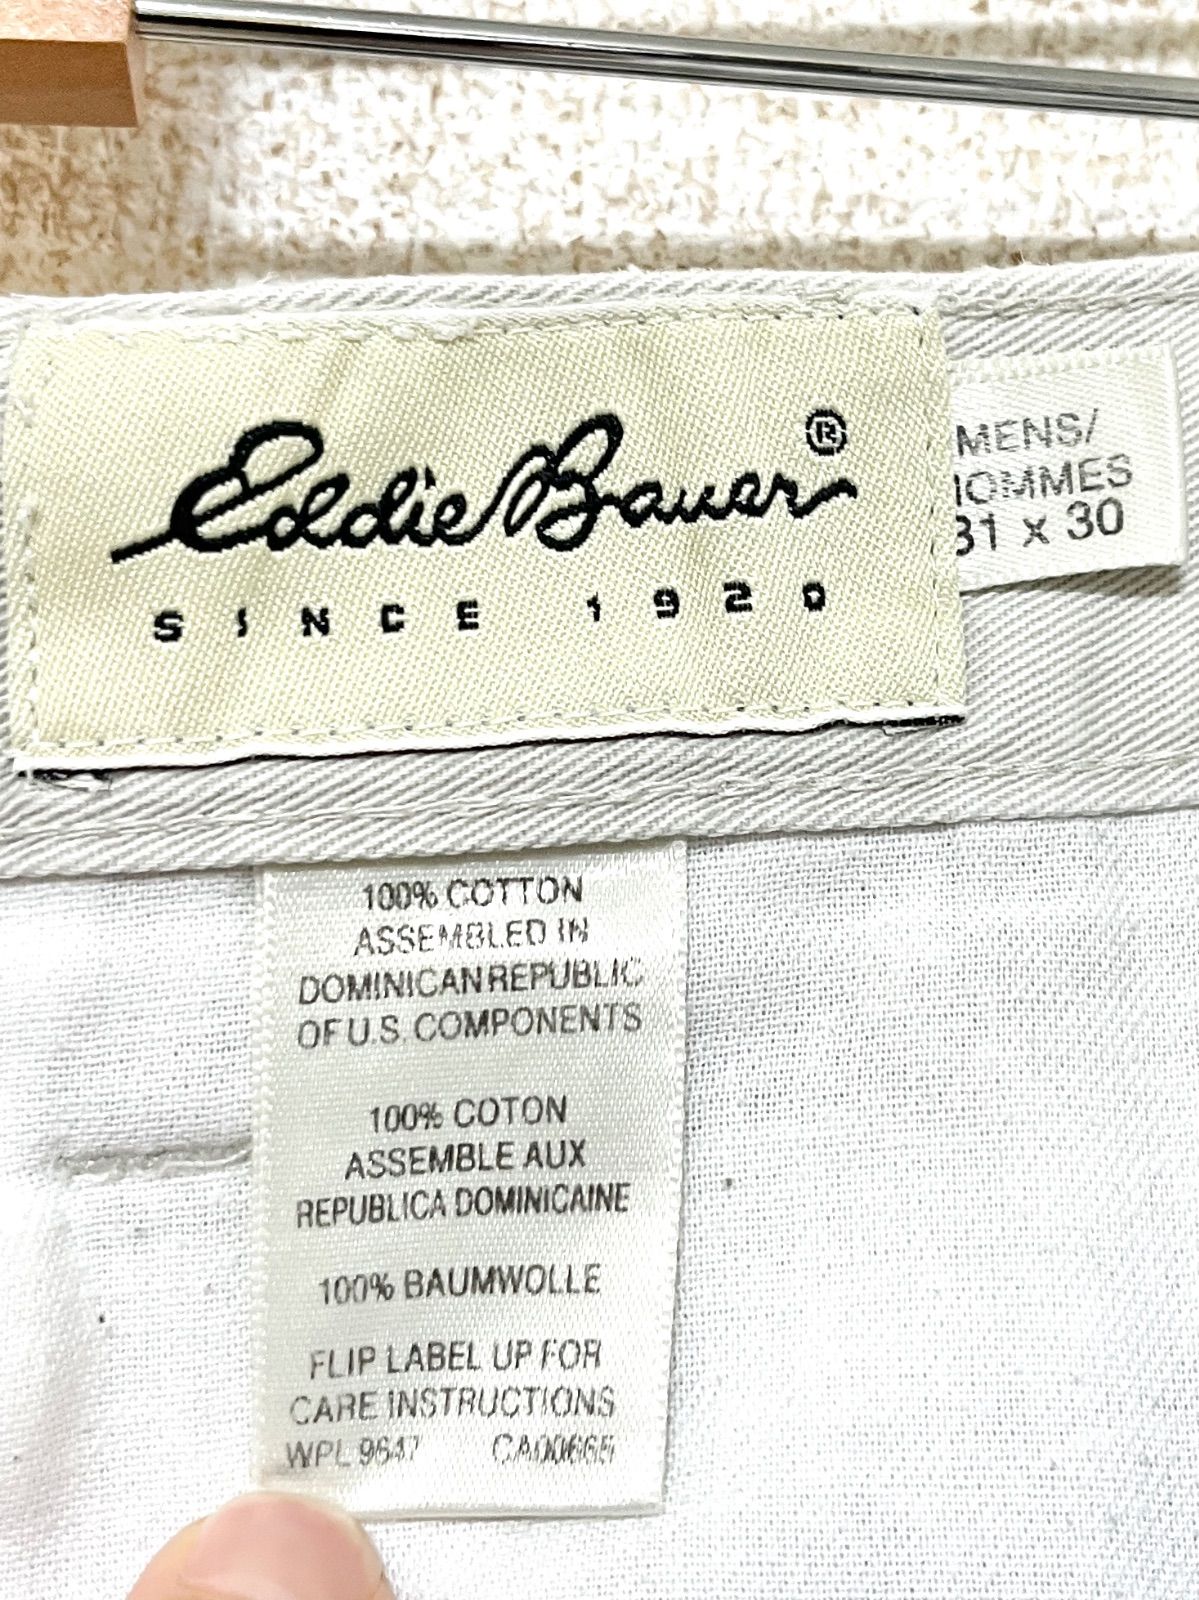 Eddie Bauer®
SINCE 1920
MENS/
HOMMES
31 x 30
100% COTTON
ASSEMBLED IN
DOMINICAN REPUBLIC
OF U.S. COMPONENTS
100% COTON
ASSEMBLE AUX
REPUBLICA DOMINICAINE
100% BAUMWOLLE
FLIP LABEL UP FOR
CARE INSTRUCTIONS
WPL 9647 CA00665